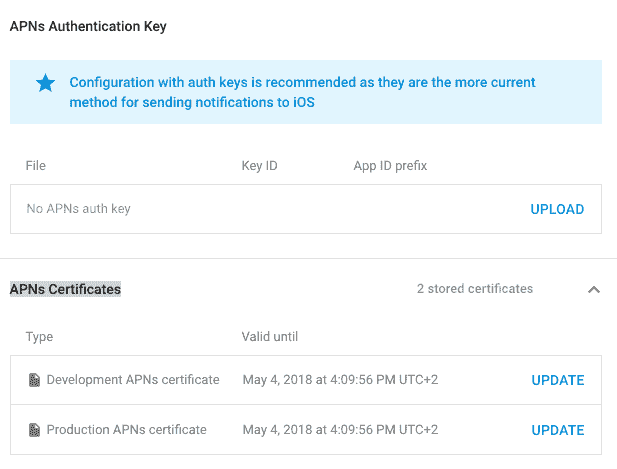 APNs Authentication Key
Configuration with auth keys is recommended as they are the more current
method for sending notifications to iOS
File Key ID App ID prefix
No APNs auth key UPLOAD
APNs Certificates 2 stored certificates
Type Valid until
Development APNs certificate May 4, 2018 at 4:09:56 PM UTC+2 UPDATE
Production APNs certificate May 4, 2018 at 4:09:56 PM UTC+2 UPDATE